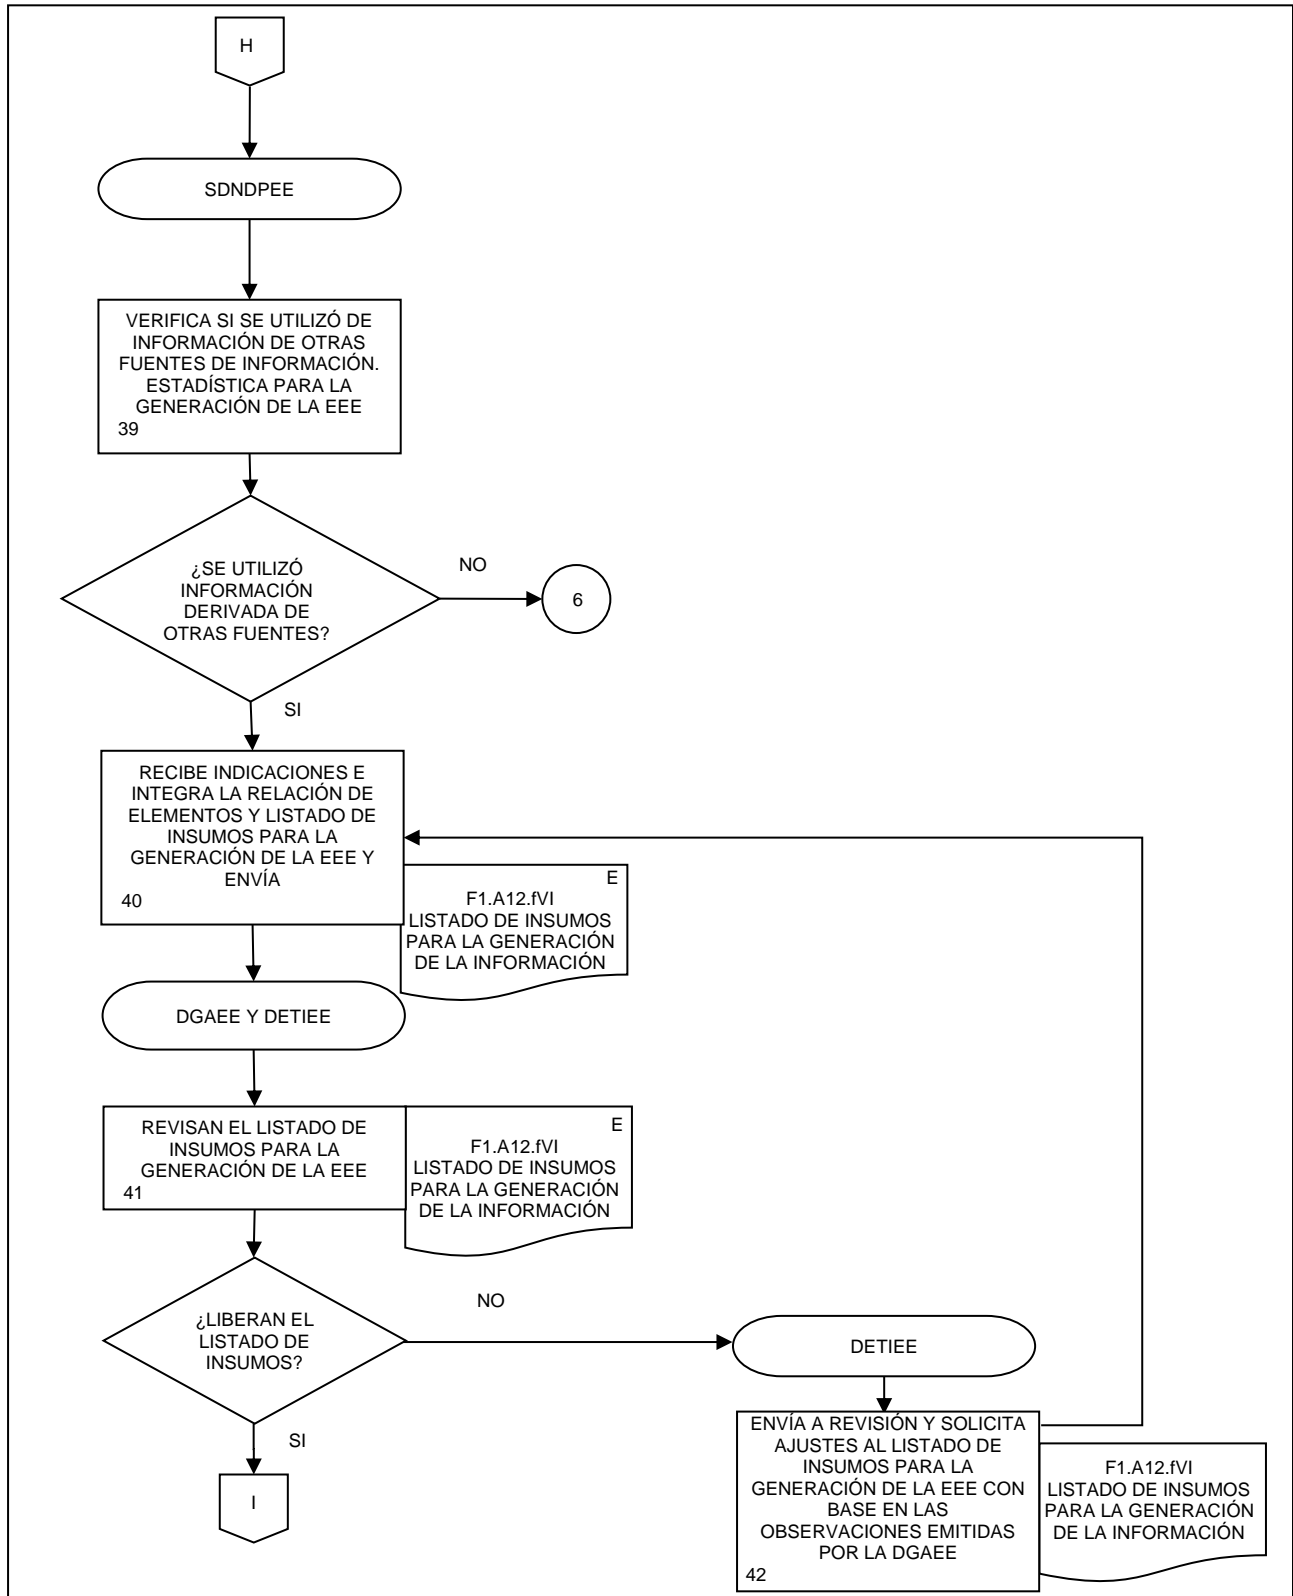 H
SDNDPEE
VERIFICA SI SE UTILIZÓ DE
INFORMACIÓN DE OTRAS
FUENTES DE INFORMACIÓN.
ESTADÍSTICA PARA LA
GENERACIÓN DE LA EEE
39
¿SE UTILIZÓ
INFORMACIÓN
DERIVADA DE
OTRAS FUENTES?
NO
6
SI
RECIBE INDICACIONES E
INTEGRA LA RELACIÓN DE
ELEMENTOS Y LISTADO DE
INSUMOS PARA LA
GENERACIÓN DE LA EEE Y
ENVÍA
40
E
F1.A12.fVI
LISTADO DE INSUMOS
PARA LA GENERACIÓN
DE LA INFORMACIÓN
DGAEE Y DETIEE
REVISAN EL LISTADO DE
INSUMOS PARA LA
GENERACIÓN DE LA EEE
41
E
F1.A12.fVI
LISTADO DE INSUMOS
PARA LA GENERACIÓN
DE LA INFORMACIÓN
¿LIBERAN EL
LISTADO DE
INSUMOS?
NO
DETIEE
ENVÍA A REVISIÓN Y SOLICITA
AJUSTES AL LISTADO DE
INSUMOS PARA LA
GENERACIÓN DE LA EEE CON
BASE EN LAS
OBSERVACIONES EMITIDAS
POR LA DGAEE
42
F1.A12.fVI
LISTADO DE INSUMOS
PARA LA GENERACIÓN
DE LA INFORMACIÓN
SI
I